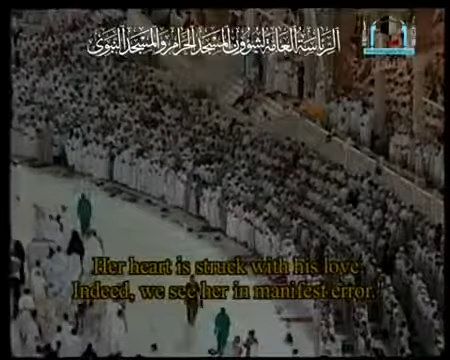 الرئاسة العامة لشؤون المسجد الحرام والمسجد النبوي
Her heart is struck with his love.
Indeed, we see her in manifest error.